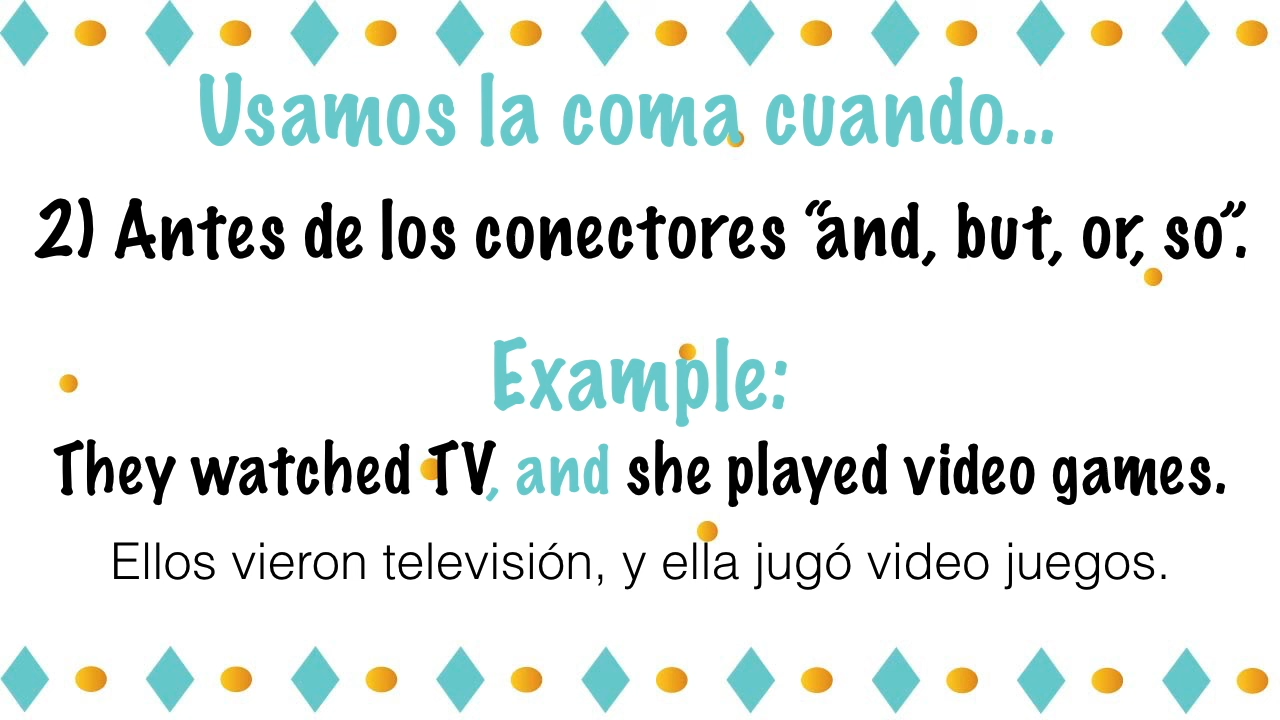 Usamos la coma cuando...
2) Antes de los conectores “and, but, or, so”.
Example:
They watched TV, and she played video games.
Ellos vieron televisión, y ella jugó video juegos.